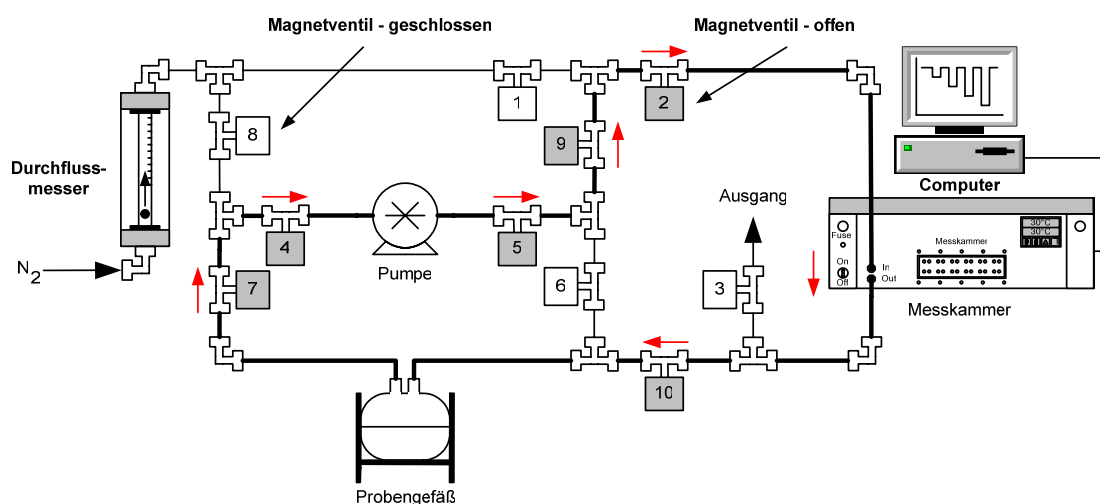 Magnetventil - geschlossen
Magnetventil - offen
1
2
8
9
Durchfluss-
messer
Computer
Ausgang
4
5
Pumpe
N2
7
6
3
Fuse
On
Off
Messkammer
30°C
30°C
In
Out
Messkammer
10
Probengefäß